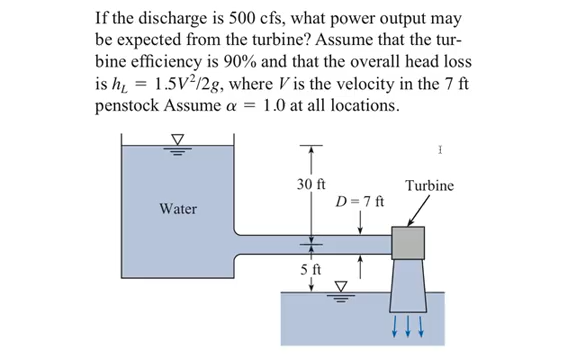 If the discharge is 500 cfs, what power output may
be expected from the turbine? Assume that the tur-
bine efficiency is 90% and that the overall head loss
is h_L = 1.5V²/2g, where V is the velocity in the 7 ft
penstock Assume α = 1.0 at all locations.
30 ft
Turbine
D = 7 ft
Water
5 ft